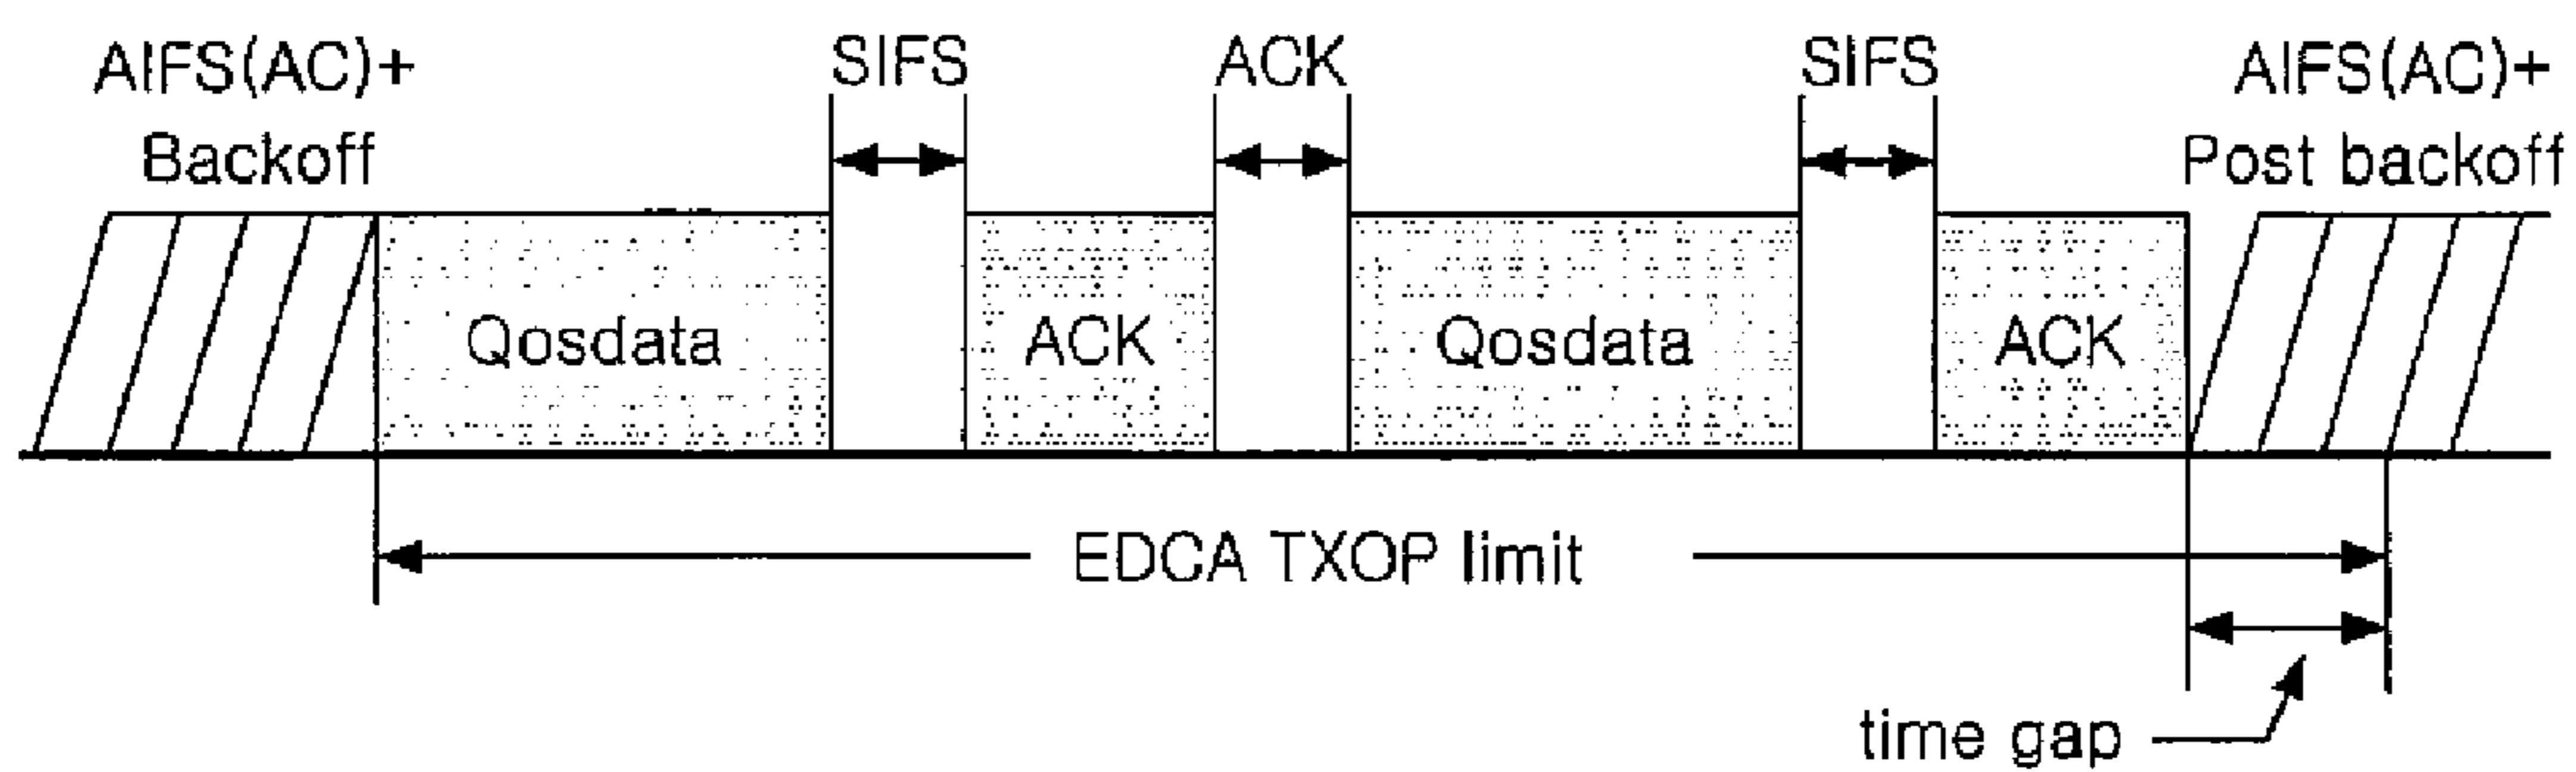 AIFS(AC)+
Backoff
SIFS
ACK
SIFS
AIFS(AC)+
Post backoff
Qosdata
ACK
Qosdata
ACK
EDCA TXOP limit
time gap